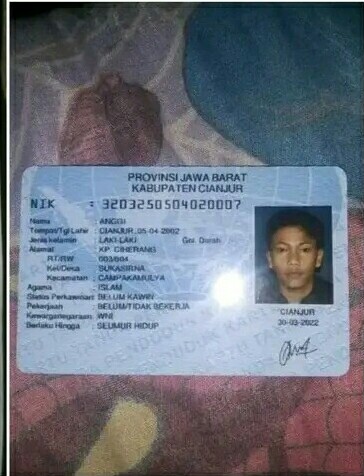 PROVINSI JAWA BARAT
KABUPATEN CIANJUR
NIK : 3203250504020007
Nama : ANGGI
Tempat/Tgl Lahir : CIANJUR, 05-04-2002
Jenis kelamin : LAKI-LAKI Gol. Darah
Alamat : KP CIHERANG
RT/RW : 003/004
Kel/Desa : SUKASIRNA
Kecamatan : CAMPAKAMULYA
Agama : ISLAM
Status Perkawinan : BELUM KAWIN
Pekerjaan : BELUM/TIDAK BEKERJA
Kewarganegaraan : WNI
Berlaku Hingga : SEUMUR HIDUP
CIANJUR
30-03-2022